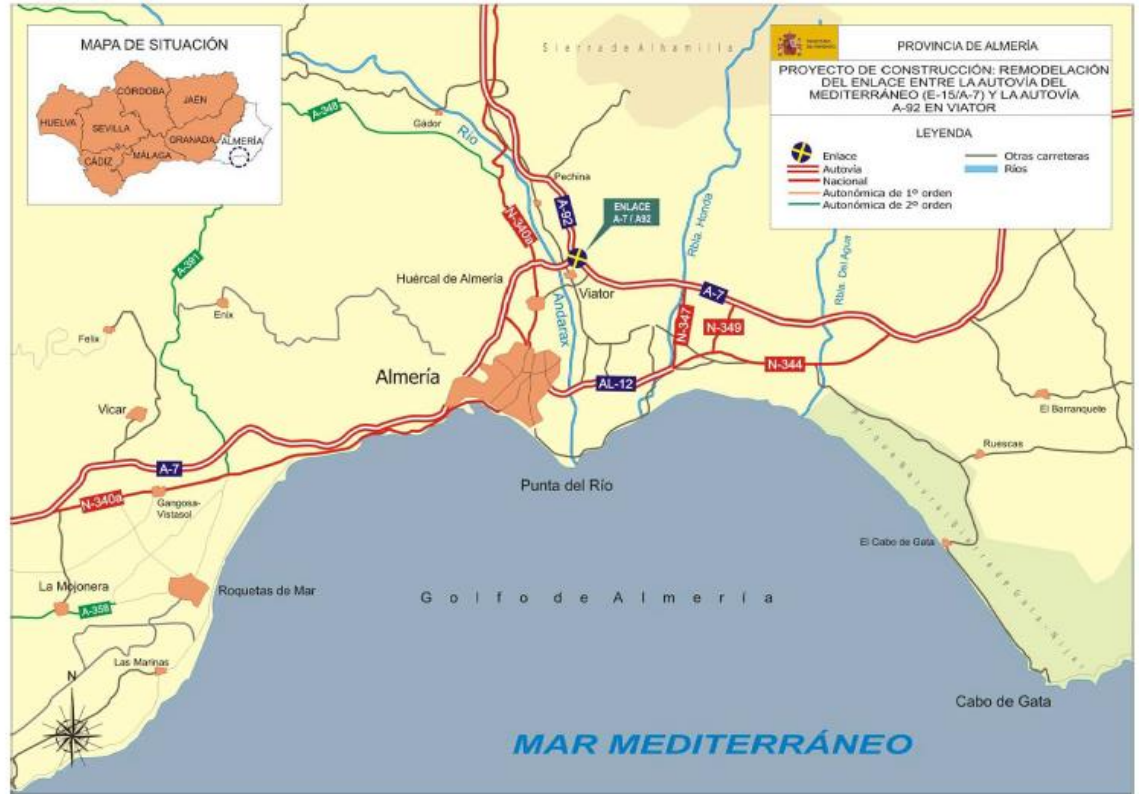 MAPA DE SITUACIÓN
HUELVA
SEVILLA
CÓRDOBA
JAÉN
CÁDIZ
MÁLAGA
GRANADA
ALMERÍA
PROVINCIA DE ALMERÍA
PROYECTO DE CONSTRUCCIÓN: REMODELACIÓN
DEL ENLACE ENTRE LA AUTOVÍA DEL
MEDITERRÁNEO (E-15/A-7) Y LA AUTOVÍA
A-92 EN VIATOR
LEYENDA
Enlace
Autovía
Nacional
Autonómica de 1º orden
Autonómica de 2º orden
Otras carreteras
Ríos
Sierra de Alhamilla
A-348
Gádor
Río
Pechina
A-92
ENLACE
A-7 / A92
N-340a
Rbla. Honda
Rbla. Del Agua
A-391
Huércal de Almería
Viator
Andarax
A-7
Enix
Felix
N-347
N-349
N-344
Almería
AL-12
Vicar
El Barranquete
Ruescas
A-7
N-340a
Gangosa-
Vistasol
Punta del Río
El Cabo de Gata
La Mojonera
A-358
Roquetas de Mar
Golfo de Almería
Las Marinas
N
Cabo de Gata
MAR MEDITERRÁNEO